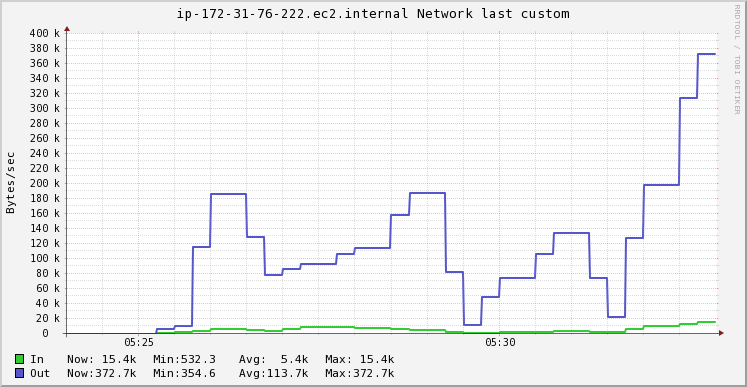 ip-172-31-76-222.ec2.internal Network last custom
RRDTOOL / TOBI OETIKER
Bytes/sec
400 k
380 k
360 k
340 k
320 k
300 k
280 k
260 k
240 k
220 k
200 k
180 k
160 k
140 k
120 k
100 k
80 k
60 k
40 k
20 k
0
05:25 05:30
In Now: 15.4k Min:532.3 Avg: 5.4k Max: 15.4k
Out Now:372.7k Min:354.6 Avg:113.7k Max:372.7k